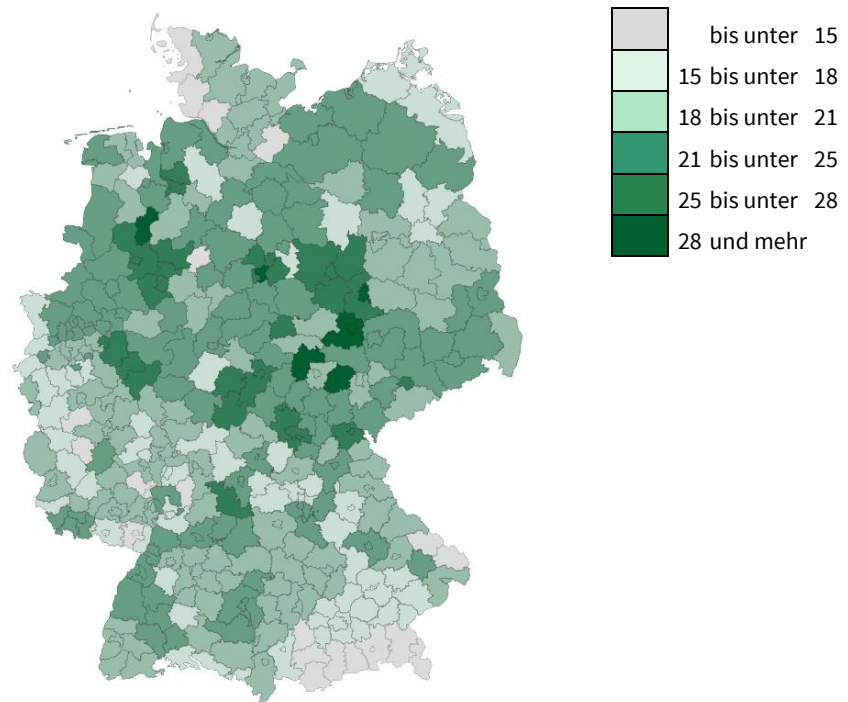 bis unter 15
15 bis unter 18
18 bis unter 21
21 bis unter 25
25 bis unter 28
28 und mehr